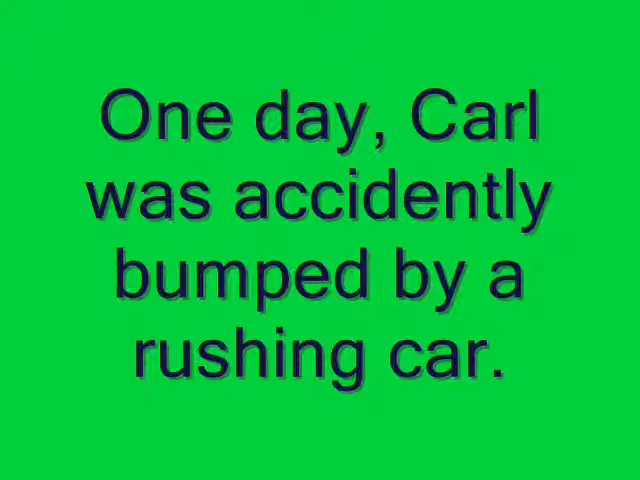 One day, Carl
was accidently
bumped by a
rushing car.